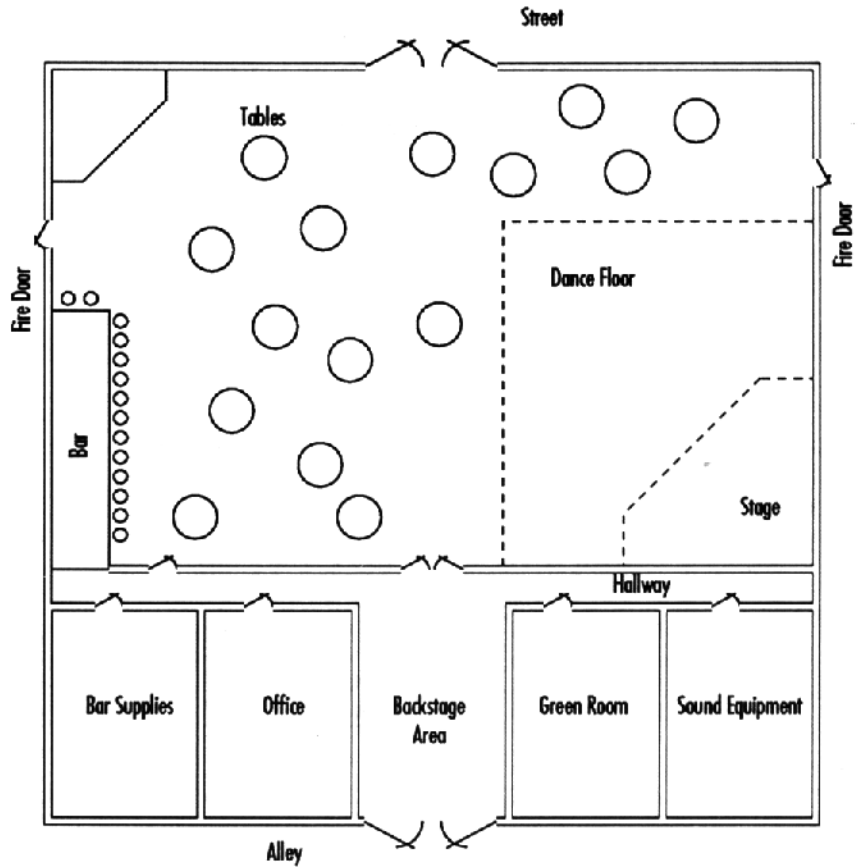 Street
Tables
Fire Door
Dance Floor
Fire Door
Bar
Stage
Hallway
Bar Supplies
Office
Backstage
Area
Green Room
Sound Equipment
Alley